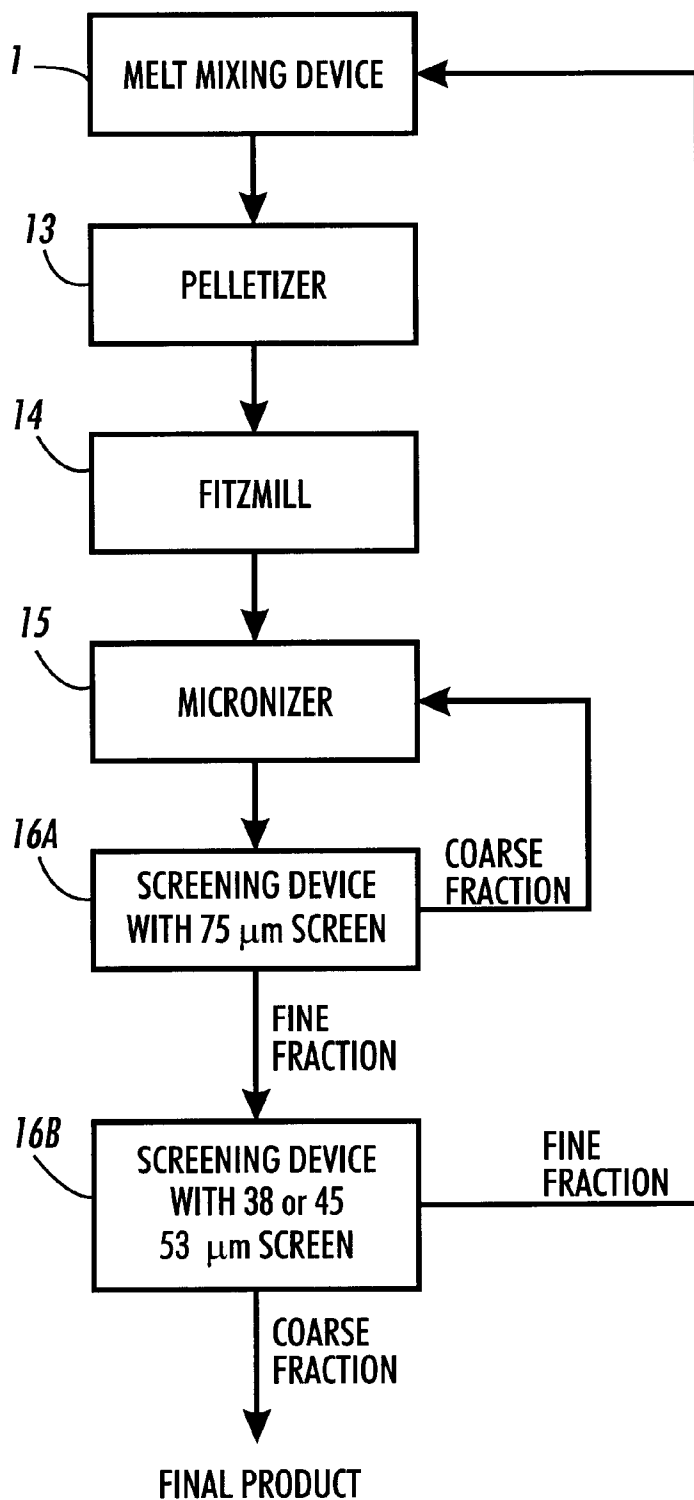 1
MELT MIXING DEVICE
13
PELLETIZER
14
FITZMILL
15
MICRONIZER
16A
SCREENING DEVICE
WITH 75 μm SCREEN
COARSE
FRACTION
FINE
FRACTION
16B
SCREENING DEVICE
WITH 38 or 45
53 μm SCREEN
FINE
FRACTION
COARSE
FRACTION
FINAL PRODUCT